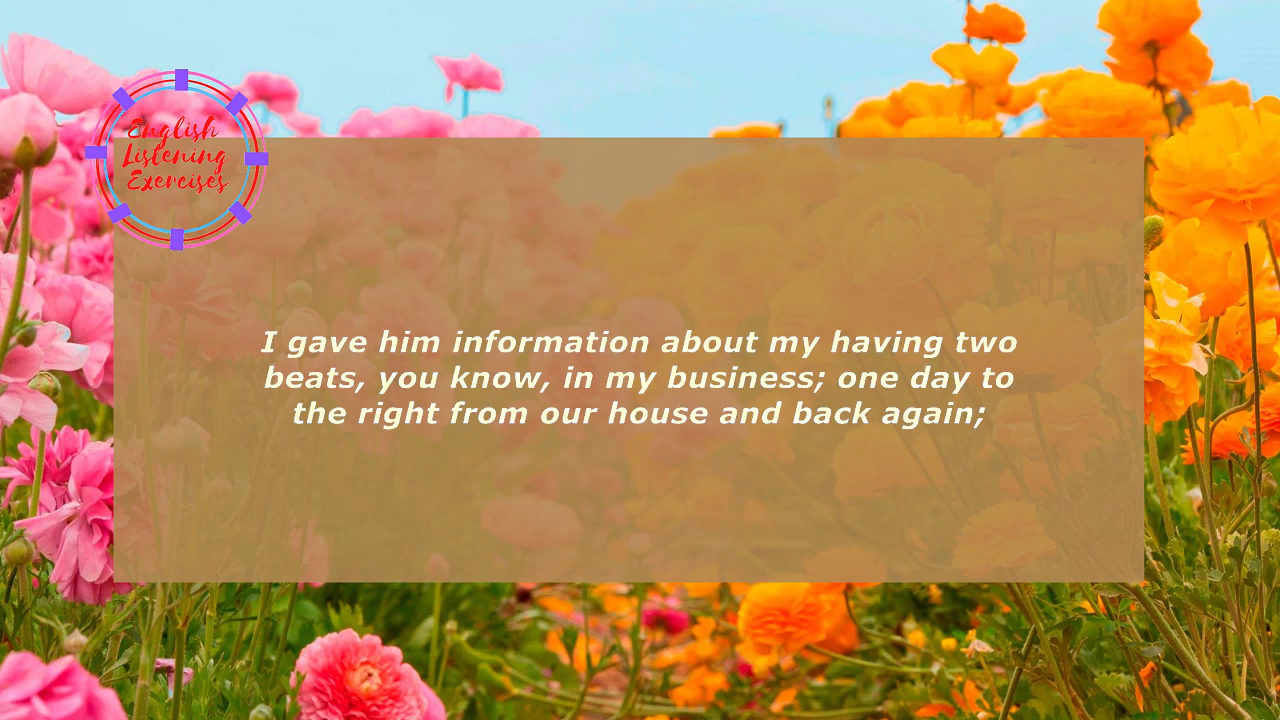 English
Listening
Exercises
I gave him information about my having two
beats, you know, in my business; one day to
the right from our house and back again;